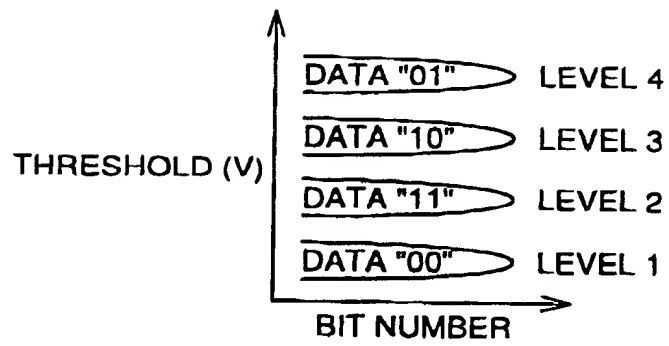 DATA "01" LEVEL 4
DATA "10" LEVEL 3
THRESHOLD (V)
DATA "11" LEVEL 2
DATA "00" LEVEL 1
BIT NUMBER